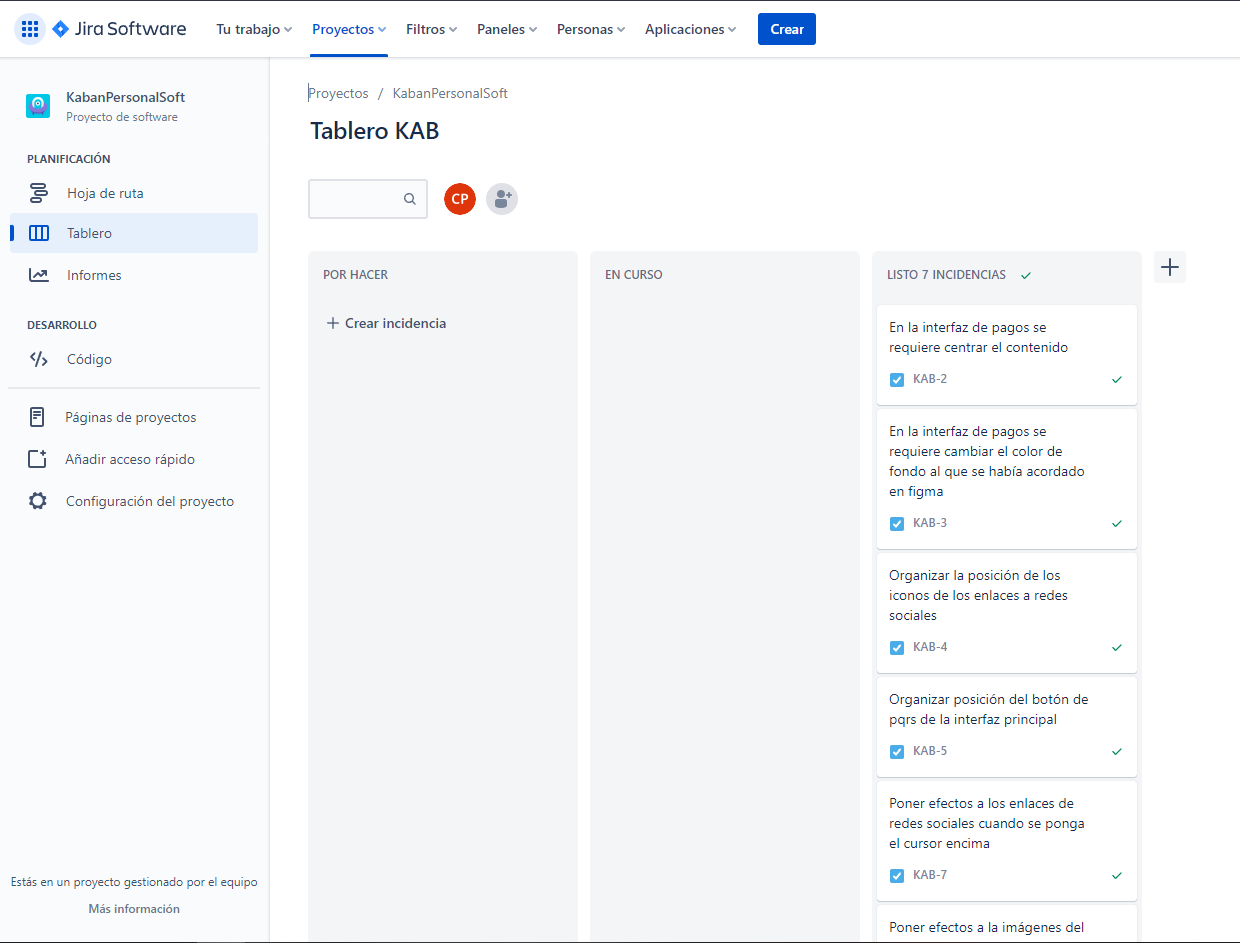 Jira Software
Tu trabajo
Proyectos
Filtros
Paneles
Personas
Aplicaciones
Crear
KabanPersonalSoft
Proyecto de software
PLANIFICACIÓN
Hoja de ruta
Tablero
Informes
DESARROLLO
Código
Páginas de proyectos
Añadir acceso rápido
Configuración del proyecto
Estás en un proyecto gestionado por el equipo
Más información
Proyectos / KabanPersonalSoft
Tablero KAB
CP
POR HACER
Crear incidencia
EN CURSO
LISTO 7 INCIDENCIAS
En la interfaz de pagos se
requiere centrar el contenido
KAB-2
En la interfaz de pagos se
requiere cambiar el color de
fondo al que se había acordado
en figma
KAB-3
Organizar la posición de los
iconos de los enlaces a redes
sociales
KAB-4
Organizar posición del botón de
pqrs de la interfaz principal
KAB-5
Poner efectos a los enlaces de
redes sociales cuando se ponga
el cursor encima
KAB-7
Poner efectos a la imágenes del